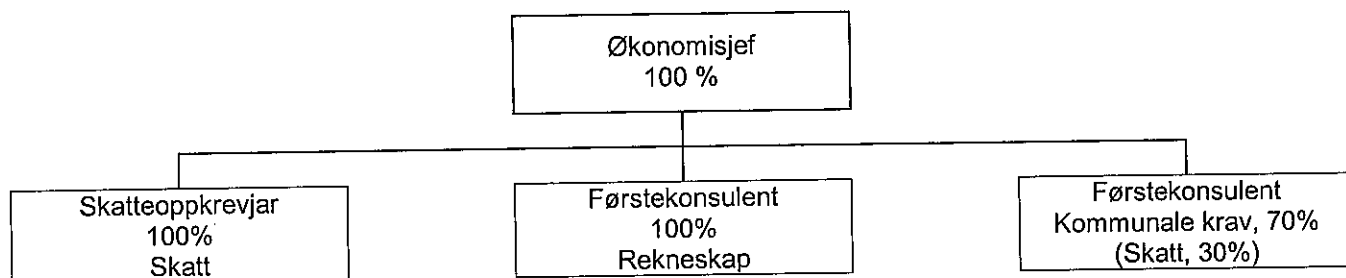 Økonomisjef
100 %
Skatteoppkrevjar
100%
Skatt
Førstekonsulent
100%
Rekneskap
Førstekonsulent
Kommunale krav, 70%
(Skatt, 30%)